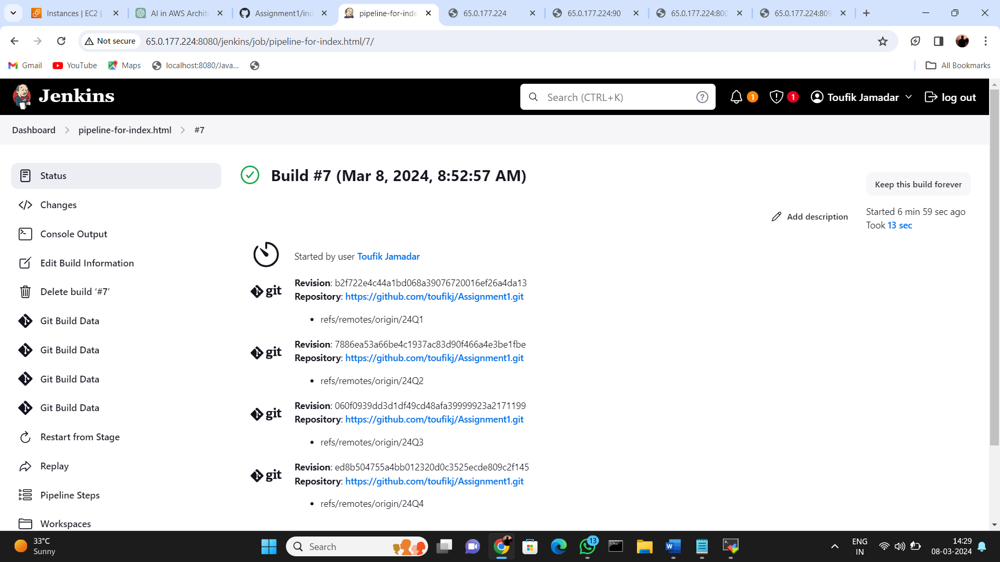 Instances | EC2 |
AI in AWS Archite
Assignment1/ind
pipeline-for-inde
65.0.177.224
65.0.177.224:90
65.0.177.224:800
65.0.177.224:809
Not secure
65.0.177.224:8080/jenkins/job/pipeline-for-index.html/7/
Gmail
YouTube
Maps
localhost:8080/Java...
All Bookmarks
Jenkins
Search (CTRL+K)
?
1
1
Toufik Jamadar
log out
Dashboard
pipeline-for-index.html
#7
Status
Changes
Console Output
Edit Build Information
Delete build ‘#7’
Git Build Data
Git Build Data
Git Build Data
Git Build Data
Restart from Stage
Replay
Pipeline Steps
Workspaces
Build #7 (Mar 8, 2024, 8:52:57 AM)
Keep this build forever
Add description
Started 6 min 59 sec ago
Took 13 sec
Started by user Toufik Jamadar
git
Revision: b2f722e4c44a1bd068a39076720016ef26a4da13
Repository: https://github.com/toufikj/Assignment1.git
• refs/remotes/origin/24Q1
git
Revision: 7886ea53a66be4c1937ac83d90f466a4e3be1fbe
Repository: https://github.com/toufikj/Assignment1.git
• refs/remotes/origin/24Q2
git
Revision: 060f0939dd3d1df49cd48afa39999923a2171199
Repository: https://github.com/toufikj/Assignment1.git
• refs/remotes/origin/24Q3
git
Revision: ed8b504755a4bb012320d0c3525ecde809c2f145
Repository: https://github.com/toufikj/Assignment1.git
• refs/remotes/origin/24Q4
33°C
Sunny
Search
13
W
ENG
IN
14:29
08-03-2024